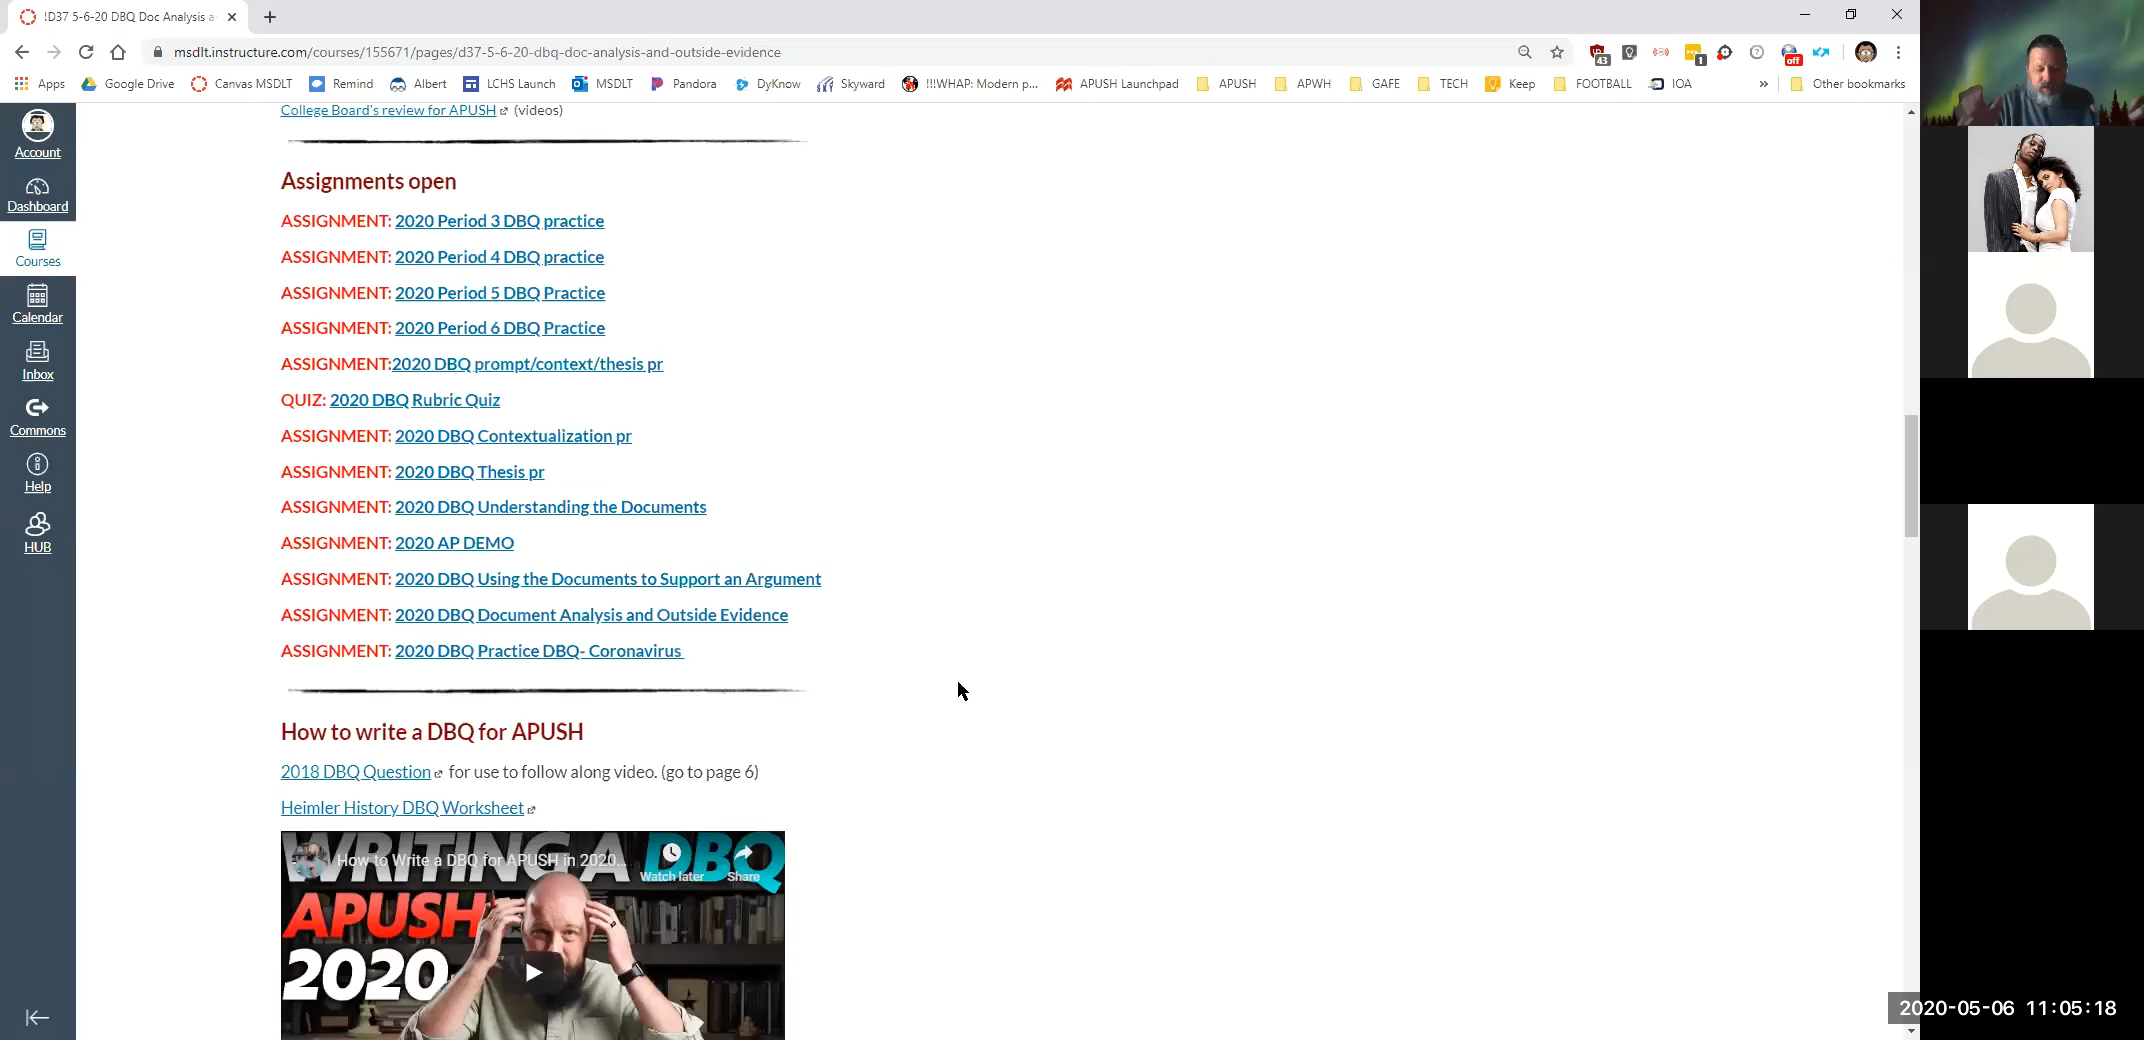 !D37 5-6-20 DBQ Doc Analysis a
msdlt.instructure.com/courses/155671/pages/d37-5-6-20-dbq-doc-analysis-and-outside-evidence
43
1
off
Apps Google Drive Canvas MSDLT Remind Albert LCHS Launch MSDLT Pandora DyKnow Skyward !!!WHAP: Modern p... APUSH Launchpad APUSH APWH GAFE TECH Keep FOOTBALL IOA » Other bookmarks
Account
Dashboard
Courses
Calendar
Inbox
Commons
Help
HUB
College Board's review for APUSH (videos)
Assignments open
ASSIGNMENT: 2020 Period 3 DBQ practice
ASSIGNMENT: 2020 Period 4 DBQ practice
ASSIGNMENT: 2020 Period 5 DBQ Practice
ASSIGNMENT: 2020 Period 6 DBQ Practice
ASSIGNMENT:2020 DBQ prompt/context/thesis pr
QUIZ: 2020 DBQ Rubric Quiz
ASSIGNMENT: 2020 DBQ Contextualization pr
ASSIGNMENT: 2020 DBQ Thesis pr
ASSIGNMENT: 2020 DBQ Understanding the Documents
ASSIGNMENT: 2020 AP DEMO
ASSIGNMENT: 2020 DBQ Using the Documents to Support an Argument
ASSIGNMENT: 2020 DBQ Document Analysis and Outside Evidence
ASSIGNMENT: 2020 DBQ Practice DBQ- Coronavirus
How to write a DBQ for APUSH
2018 DBQ Question for use to follow along video. (go to page 6)
Heimler History DBQ Worksheet
WRITING A DBQ
How to Write a DBQ for APUSH in 2020...
Watch later Share
APUSH
2020
2020-05-06 11:05:18